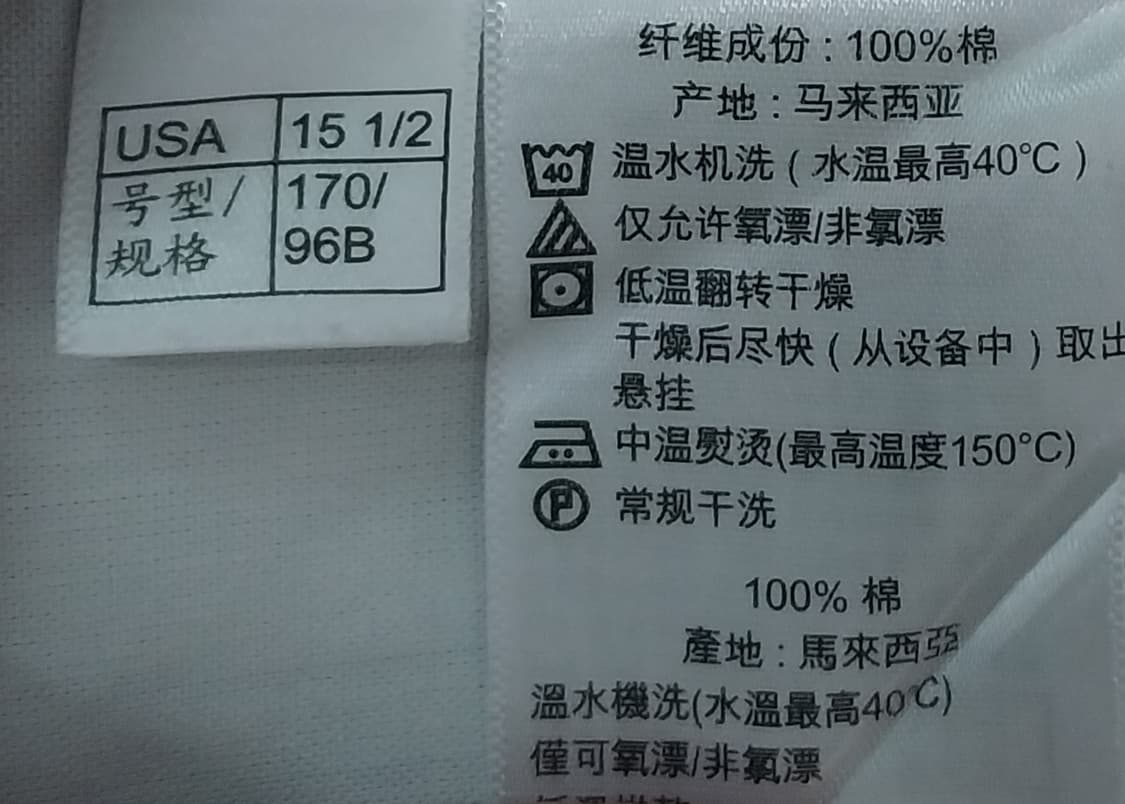 USA 15 1/2
号型/ 170/
规格 96B
纤维成份：100%棉
产地：马来西亚
40 温水机洗（水温最高40°C）
仅允许氧漂/非氯漂
低温翻转干燥
干燥后尽快（从设备中）取出
悬挂
中温熨烫(最高温度150°C)
P 常规干洗
100% 棉
產地：馬來西亞
溫水機洗(水溫最高40°C)
僅可氧漂/非氯漂